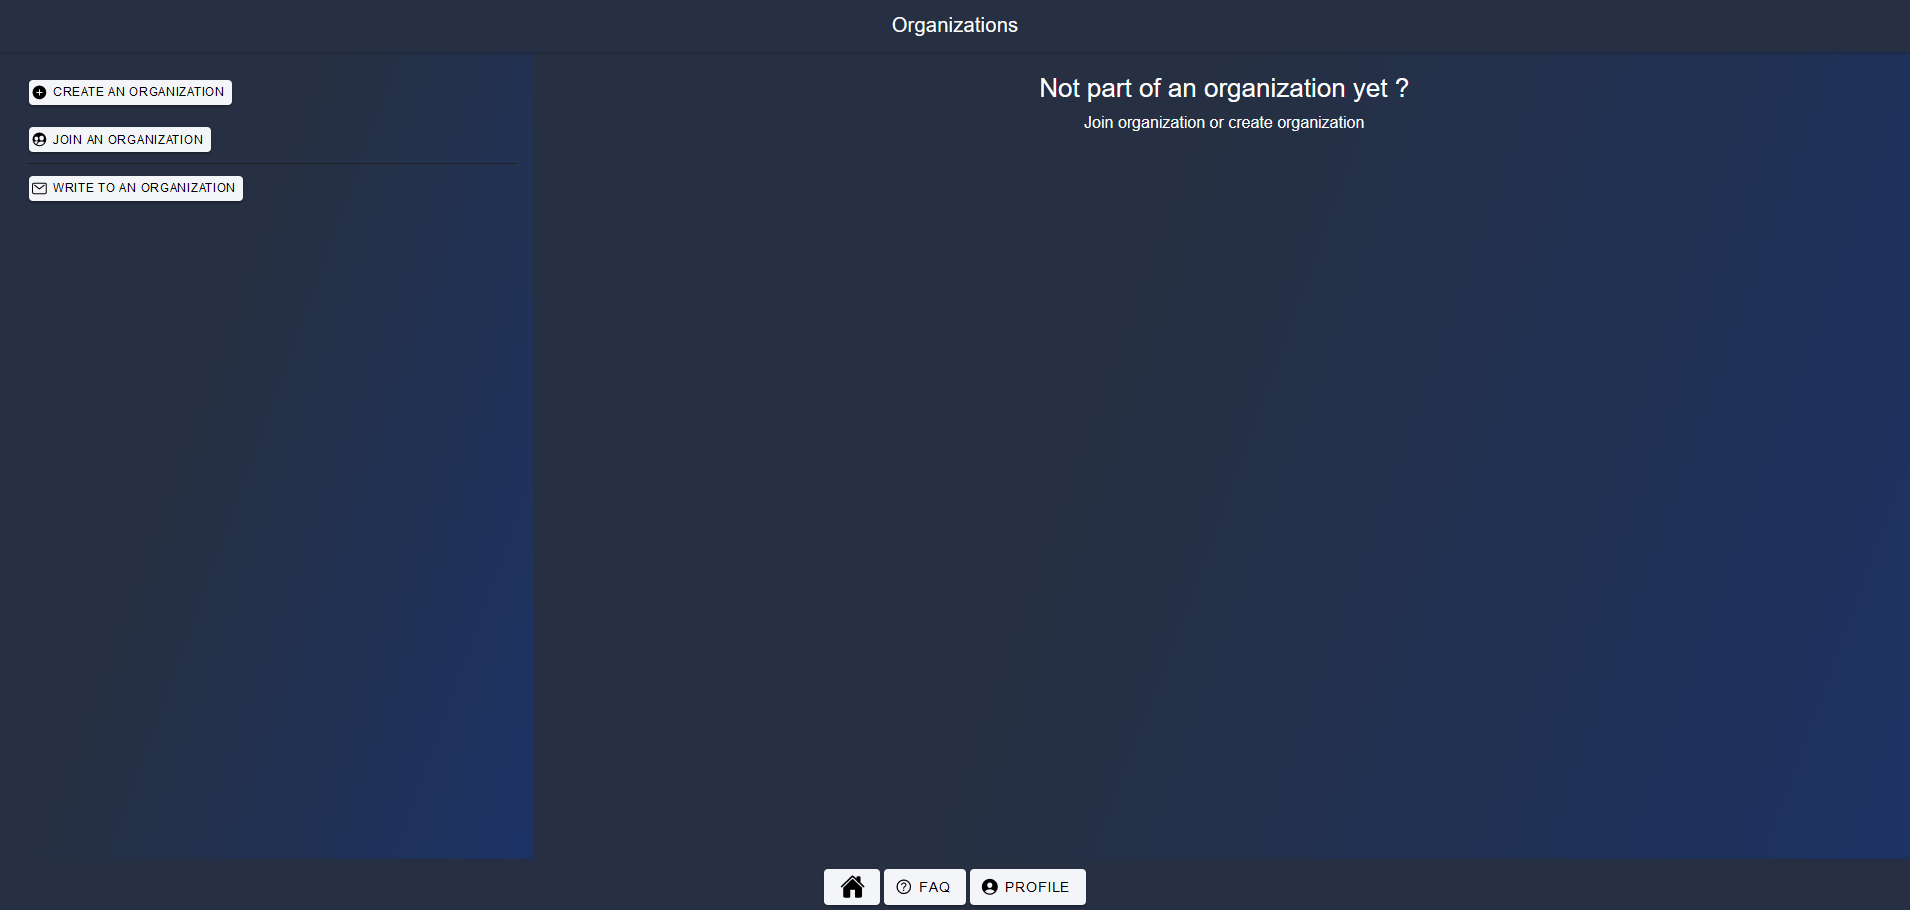 Organizations
CREATE AN ORGANIZATION
JOIN AN ORGANIZATION
WRITE TO AN ORGANIZATION
Not part of an organization yet ?
Join organization or create organization
FAQ
PROFILE